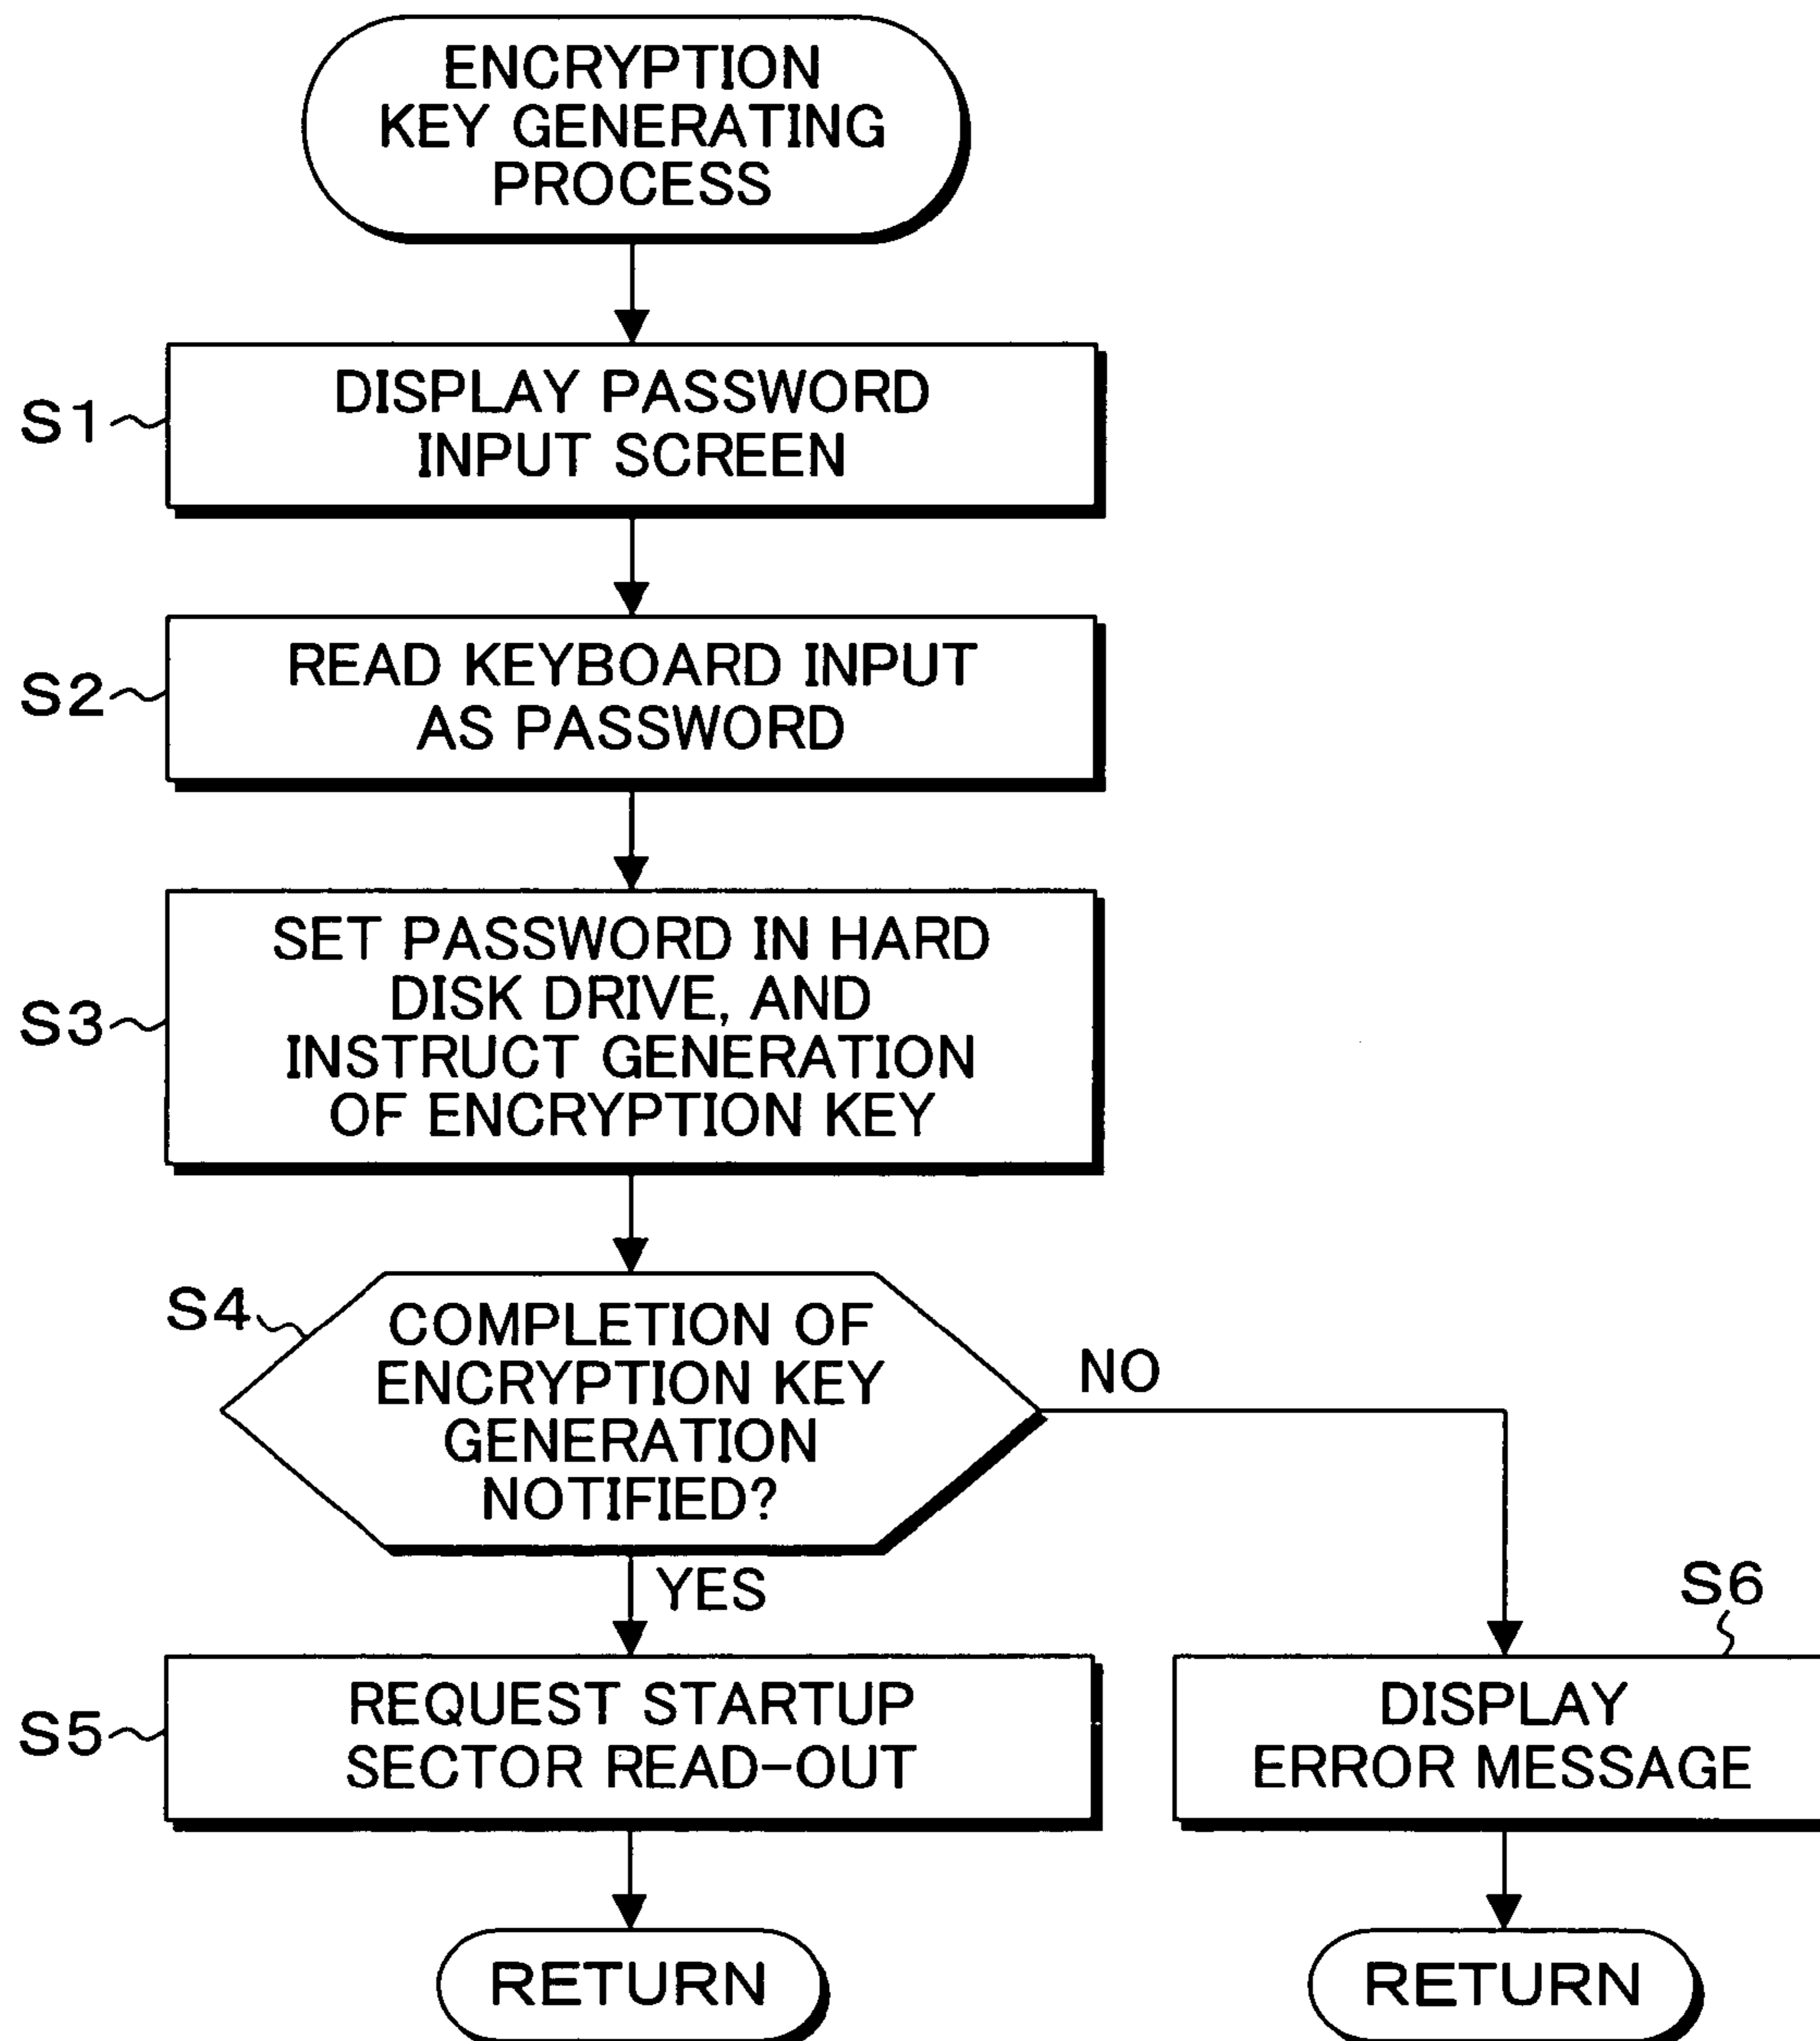 ENCRYPTION
KEY GENERATING
PROCESS
S1
DISPLAY PASSWORD
INPUT SCREEN
S2
READ KEYBOARD INPUT
AS PASSWORD
S3
SET PASSWORD IN HARD
DISK DRIVE, AND
INSTRUCT GENERATION
OF ENCRYPTION KEY
S4
COMPLETION OF
ENCRYPTION KEY
GENERATION
NOTIFIED?
NO
YES
S5
REQUEST STARTUP
SECTOR READ-OUT
S6
DISPLAY
ERROR MESSAGE
RETURN
RETURN